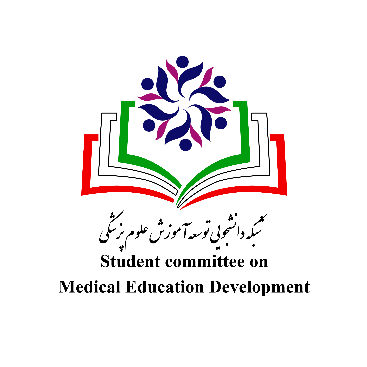 شبکه دانشجویی توسعه آموزش علوم پزشکی
Student committee on
Medical Education Development